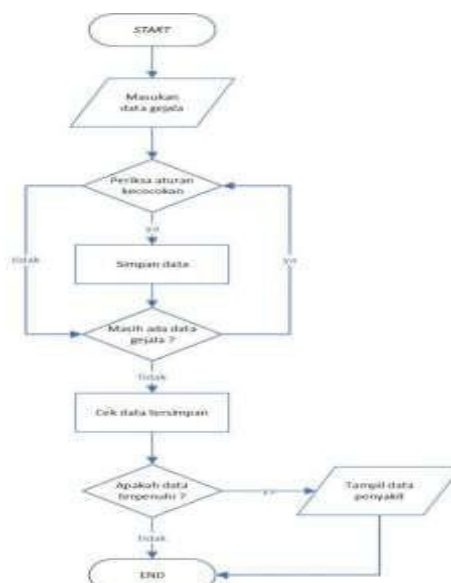 START
Masukan
data gejala
Periksa aturan
kecocokan
ya
tidak
Simpan data
ya
Masih ada data
gejala ?
tidak
Cek data tersimpan
Apakah data
terpenuhi ?
ya
Tampil data
penyakit
tidak
END